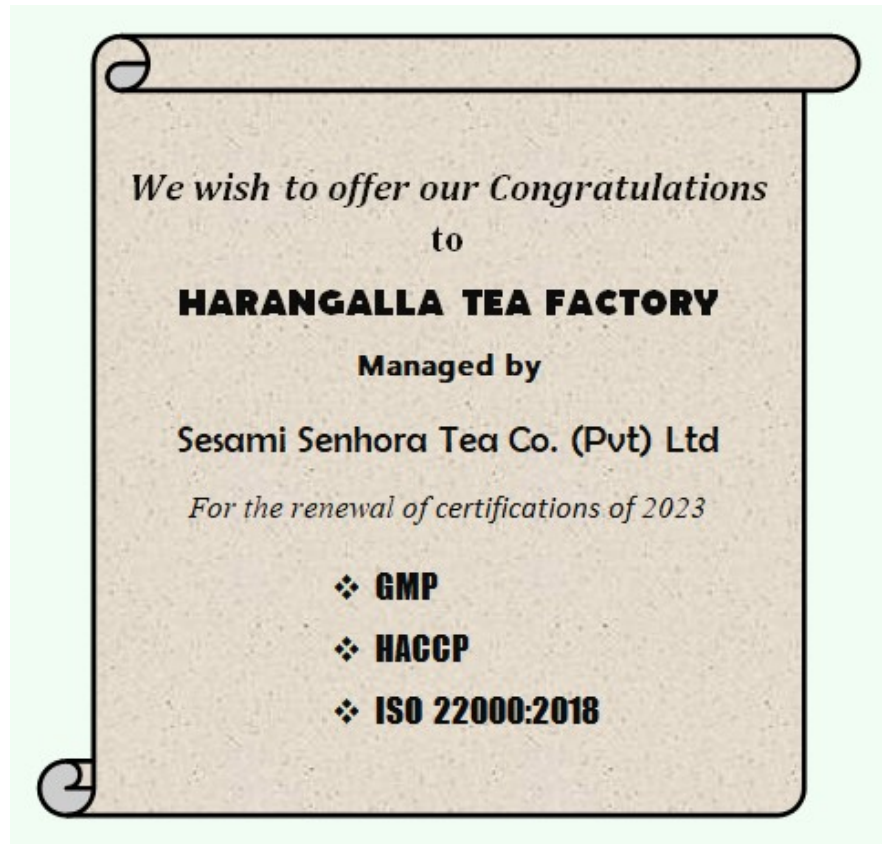 We wish to offer our Congratulations
to
HARANGALLA TEA FACTORY
Managed by
Sesami Senhora Tea Co. (Pvt) Ltd
For the renewal of certifications of 2023
❖ GMP
❖ HACCP
❖ ISO 22000:2018